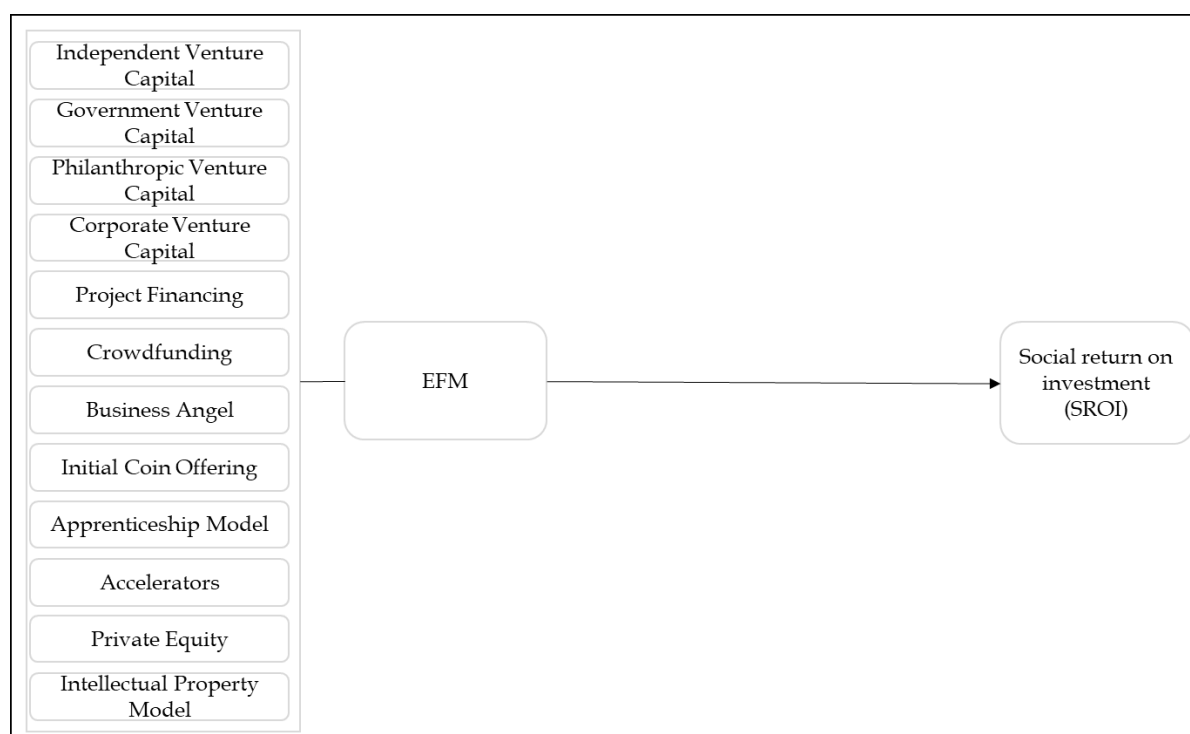 Independent Venture
Capital
Government Venture
Capital
Philanthropic Venture
Capital
Corporate Venture
Capital
Project Financing
Crowdfunding
Business Angel
Initial Coin Offering
Apprenticeship Model
Accelerators
Private Equity
Intellectual Property
Model
EFM
Social return on
investment
(SROI)